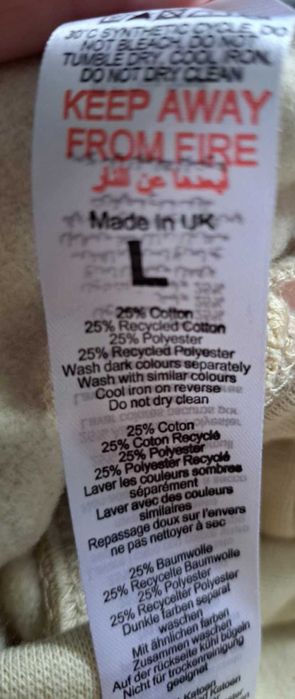 30°C SYNTHETIC CYCLE, DO
NOT BLEACH, DO NOT
TUMBLE DRY, COOL IRON,
DO NOT DRY CLEAN
KEEP AWAY
FROM FIRE
Made in UK
L
25% Cotton
25% Recycled Cotton
25% Polyester
25% Recycled Polyester
Wash dark colours separately
Wash with similar colours
Cool iron on reverse
Do not dry clean
25% Coton
25% Coton Recyclé
25% Polyester
25% Polyester Recyclé
Laver les couleurs sombres
séparément
Laver avec des couleurs
similaires
Repassage doux sur l'envers
ne pas nettoyer à sec
25% Baumwolle
25% Recycelte Baumwolle
25% Polyester
25% Recycelter Polyester
Dunkle farben separat
waschen
Mit ähnlichen farben
Zusammen waschen
Auf der rückseite kühl bügeln
Nicht für trockenreinigung
geeignet